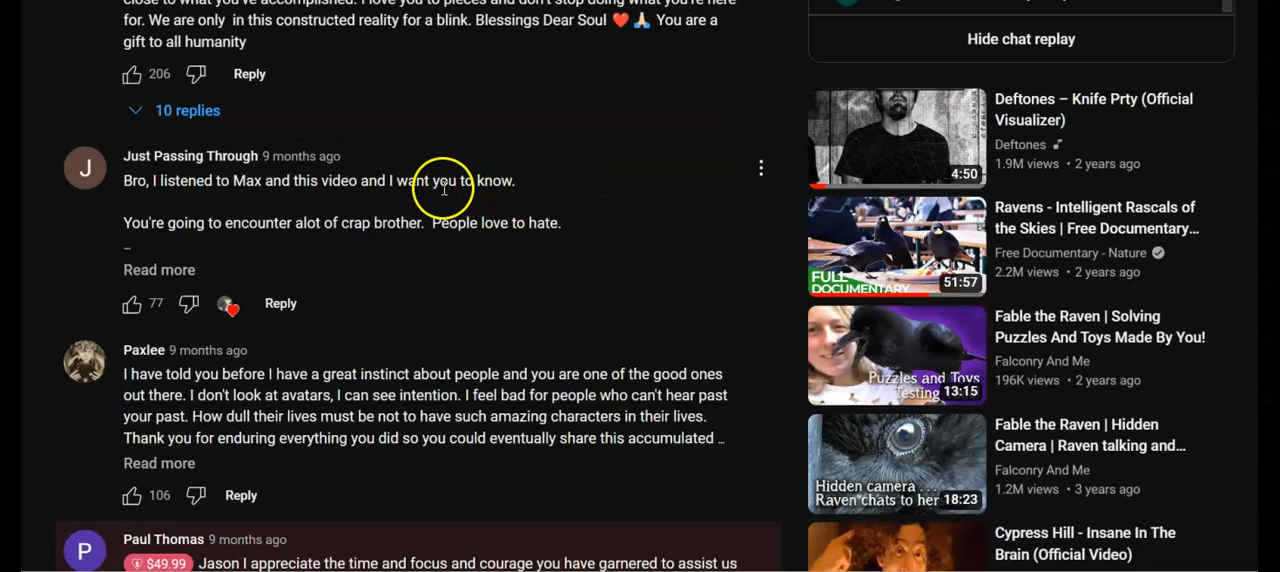 close to what you've accomplished. I love you to pieces and don't stop doing what you're here
for. We are only in this constructed reality for a blink. Blessings Dear Soul ❤️ 🙏 You are a
gift to all humanity
206 Reply
10 replies
Just Passing Through 9 months ago
Bro, I listened to Max and this video and I want you to know.
You're going to encounter alot of crap brother. People love to hate.
…
Read more
77 Reply
Paxlee 9 months ago
I have told you before I have a great instinct about people and you are one of the good ones
out there. I don't look at avatars, I can see intention. I feel bad for people who can't hear past
your past. How dull their lives must be not to have such amazing characters in their lives.
Thank you for enduring everything you did so you could eventually share this accumulated …
Read more
106 Reply
Paul Thomas 9 months ago
$49.99 Jason I appreciate the time and focus and courage you have garnered to assist us
Hide chat replay
4:50
Deftones – Knife Prty (Official
Visualizer)
Deftones
1.9M views • 2 years ago
FULL
DOCUMENTARY
51:57
Ravens - Intelligent Rascals of
the Skies | Free Documentary...
Free Documentary - Nature
2.2M views • 2 years ago
Puzzles and Toys
Testing
13:15
Fable the Raven | Solving
Puzzles And Toys Made By You!
Falconry And Me
196K views • 2 years ago
Hidden camera . . .
Raven chats to her
18:23
Fable the Raven | Hidden
Camera | Raven talking and...
Falconry And Me
1.2M views • 3 years ago
Cypress Hill - Insane In The
Brain (Official Video)